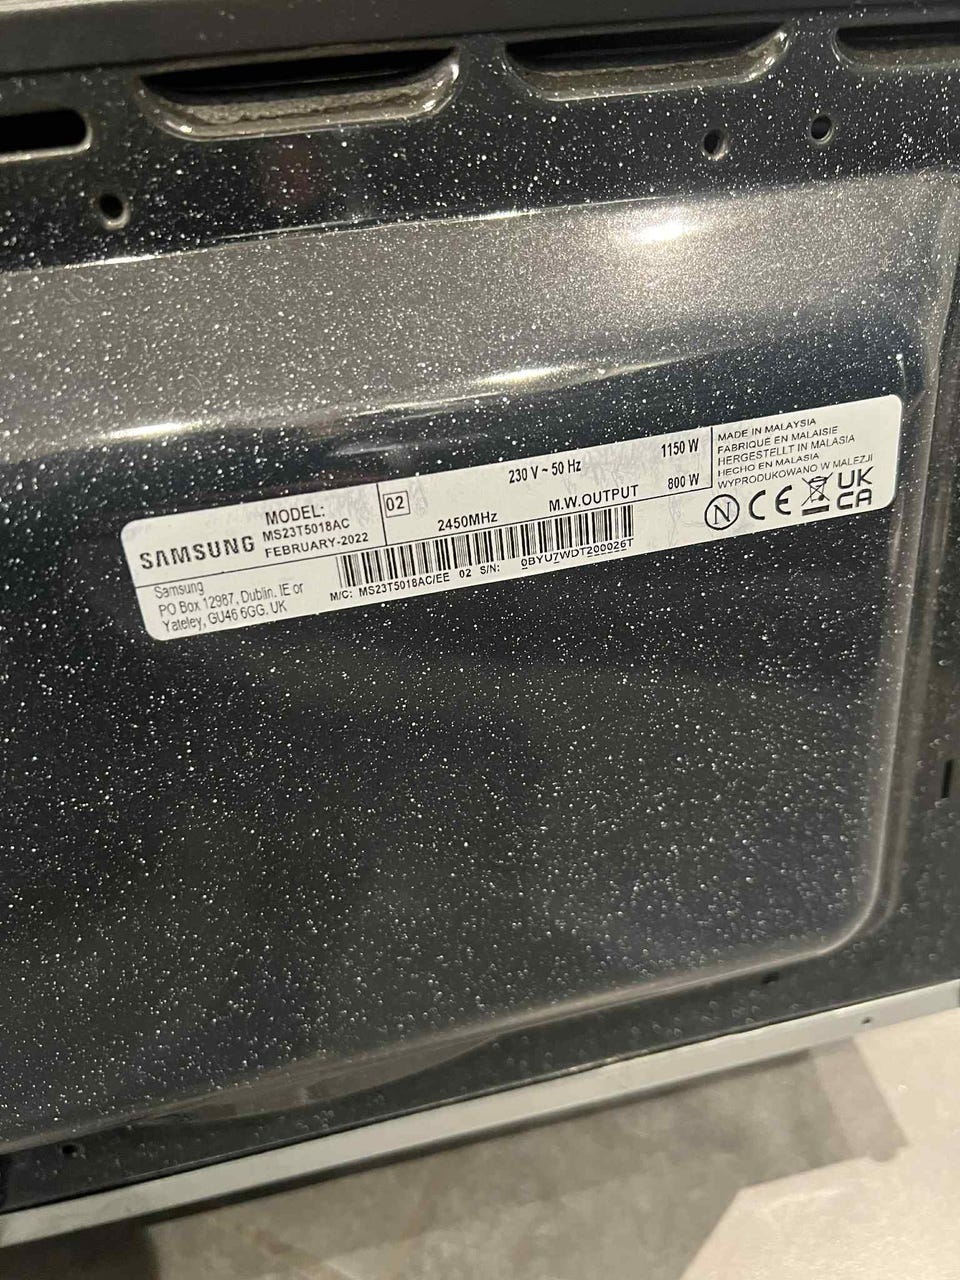 SAMSUNG
MODEL:
MS23T5018AC
FEBRUARY-2022
02
230 V ~ 50 Hz
1150 W
2450MHz
M.W.OUTPUT
800 W
MADE IN MALAYSIA
FABRIQUÉ EN MALAISIE
HERGESTELLT IN MALASIA
HECHO EN MALASIA
WYPRODUKOWANO W MALEZJI
N CE UK
CA
Samsung
PO Box 12987, Dublin. IE or
Yateley, GU46 6GG. UK
M/C: MS23T5018AC/EE 02 S/N: 0BYU7WDT200026T